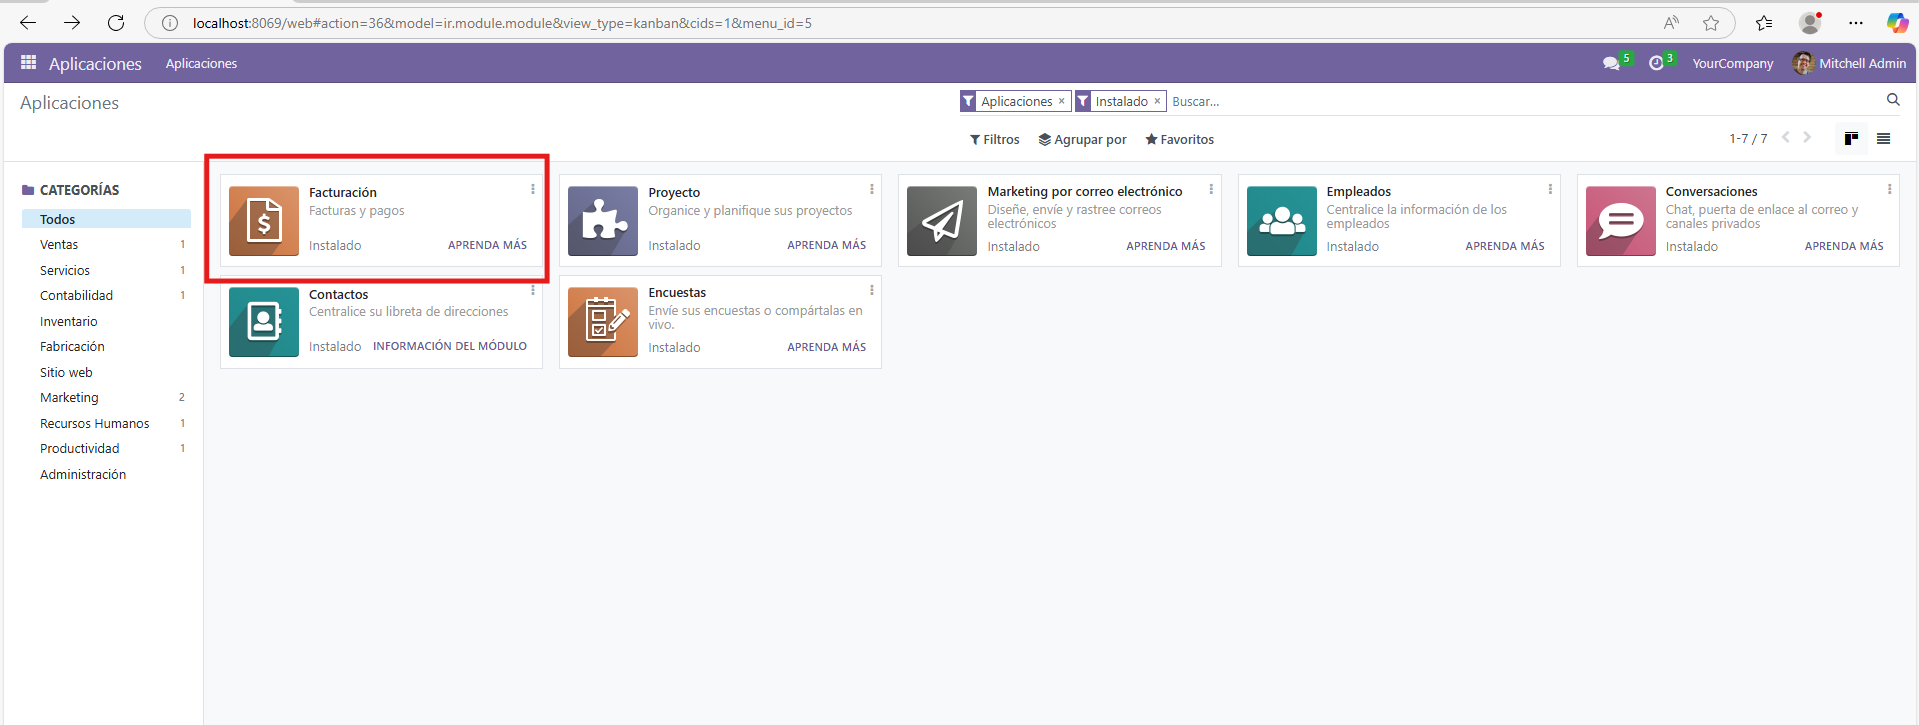 localhost:8069/web#action=36&model=ir.module.module&view_type=kanban&cids=1&menu_id=5
Aplicaciones
Aplicaciones
5
3
YourCompany
Mitchell Admin
Aplicaciones
Aplicaciones ×
Instalado ×
Buscar...
Filtros
Agrupar por
Favoritos
1-7 / 7
CATEGORÍAS
Todos
Ventas 1
Servicios 1
Contabilidad 1
Inventario
Fabricación
Sitio web
Marketing 2
Recursos Humanos 1
Productividad 1
Administración
Facturación
Facturas y pagos
Instalado APRENDA MÁS
Proyecto
Organice y planifique sus proyectos
Instalado APRENDA MÁS
Marketing por correo electrónico
Diseñe, envíe y rastree correos
electrónicos
Instalado APRENDA MÁS
Empleados
Centralice la información de los
empleados
Instalado APRENDA MÁS
Conversaciones
Chat, puerta de enlace al correo y
canales privados
Instalado APRENDA MÁS
Contactos
Centralice su libreta de direcciones
Instalado INFORMACIÓN DEL MÓDULO
Encuestas
Envíe sus encuestas o compártalas en
vivo.
Instalado APRENDA MÁS